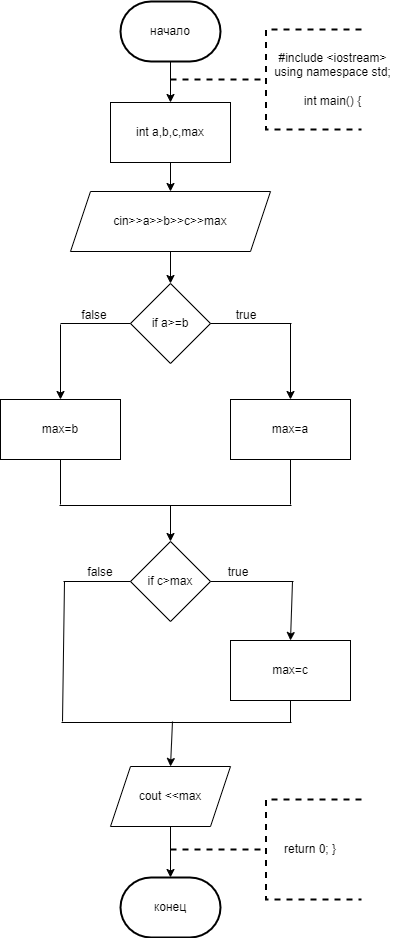 начало
#include <iostream>
using namespace std;
int main() {
int a,b,c,max
cin>>a>>b>>c>>max
false
if a>=b
true
max=b
max=a
false
if c>max
true
max=c
cout <<max
return 0; }
конец